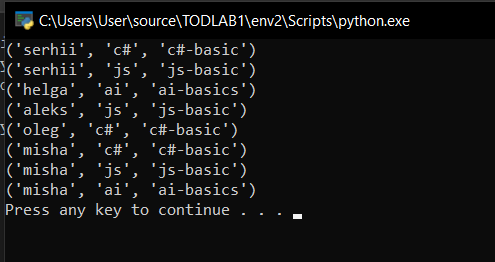 C:\Users\User\source\TODLAB1\env2\Scripts\python.exe
('serhii', 'c#', 'c#-basic')
('serhii', 'js', 'js-basic')
('helga', 'ai', 'ai-basics')
('aleks', 'js', 'js-basic')
('oleg', 'c#', 'c#-basic')
('misha', 'c#', 'c#-basic')
('misha', 'js', 'js-basic')
('misha', 'ai', 'ai-basics')
Press any key to continue . . .